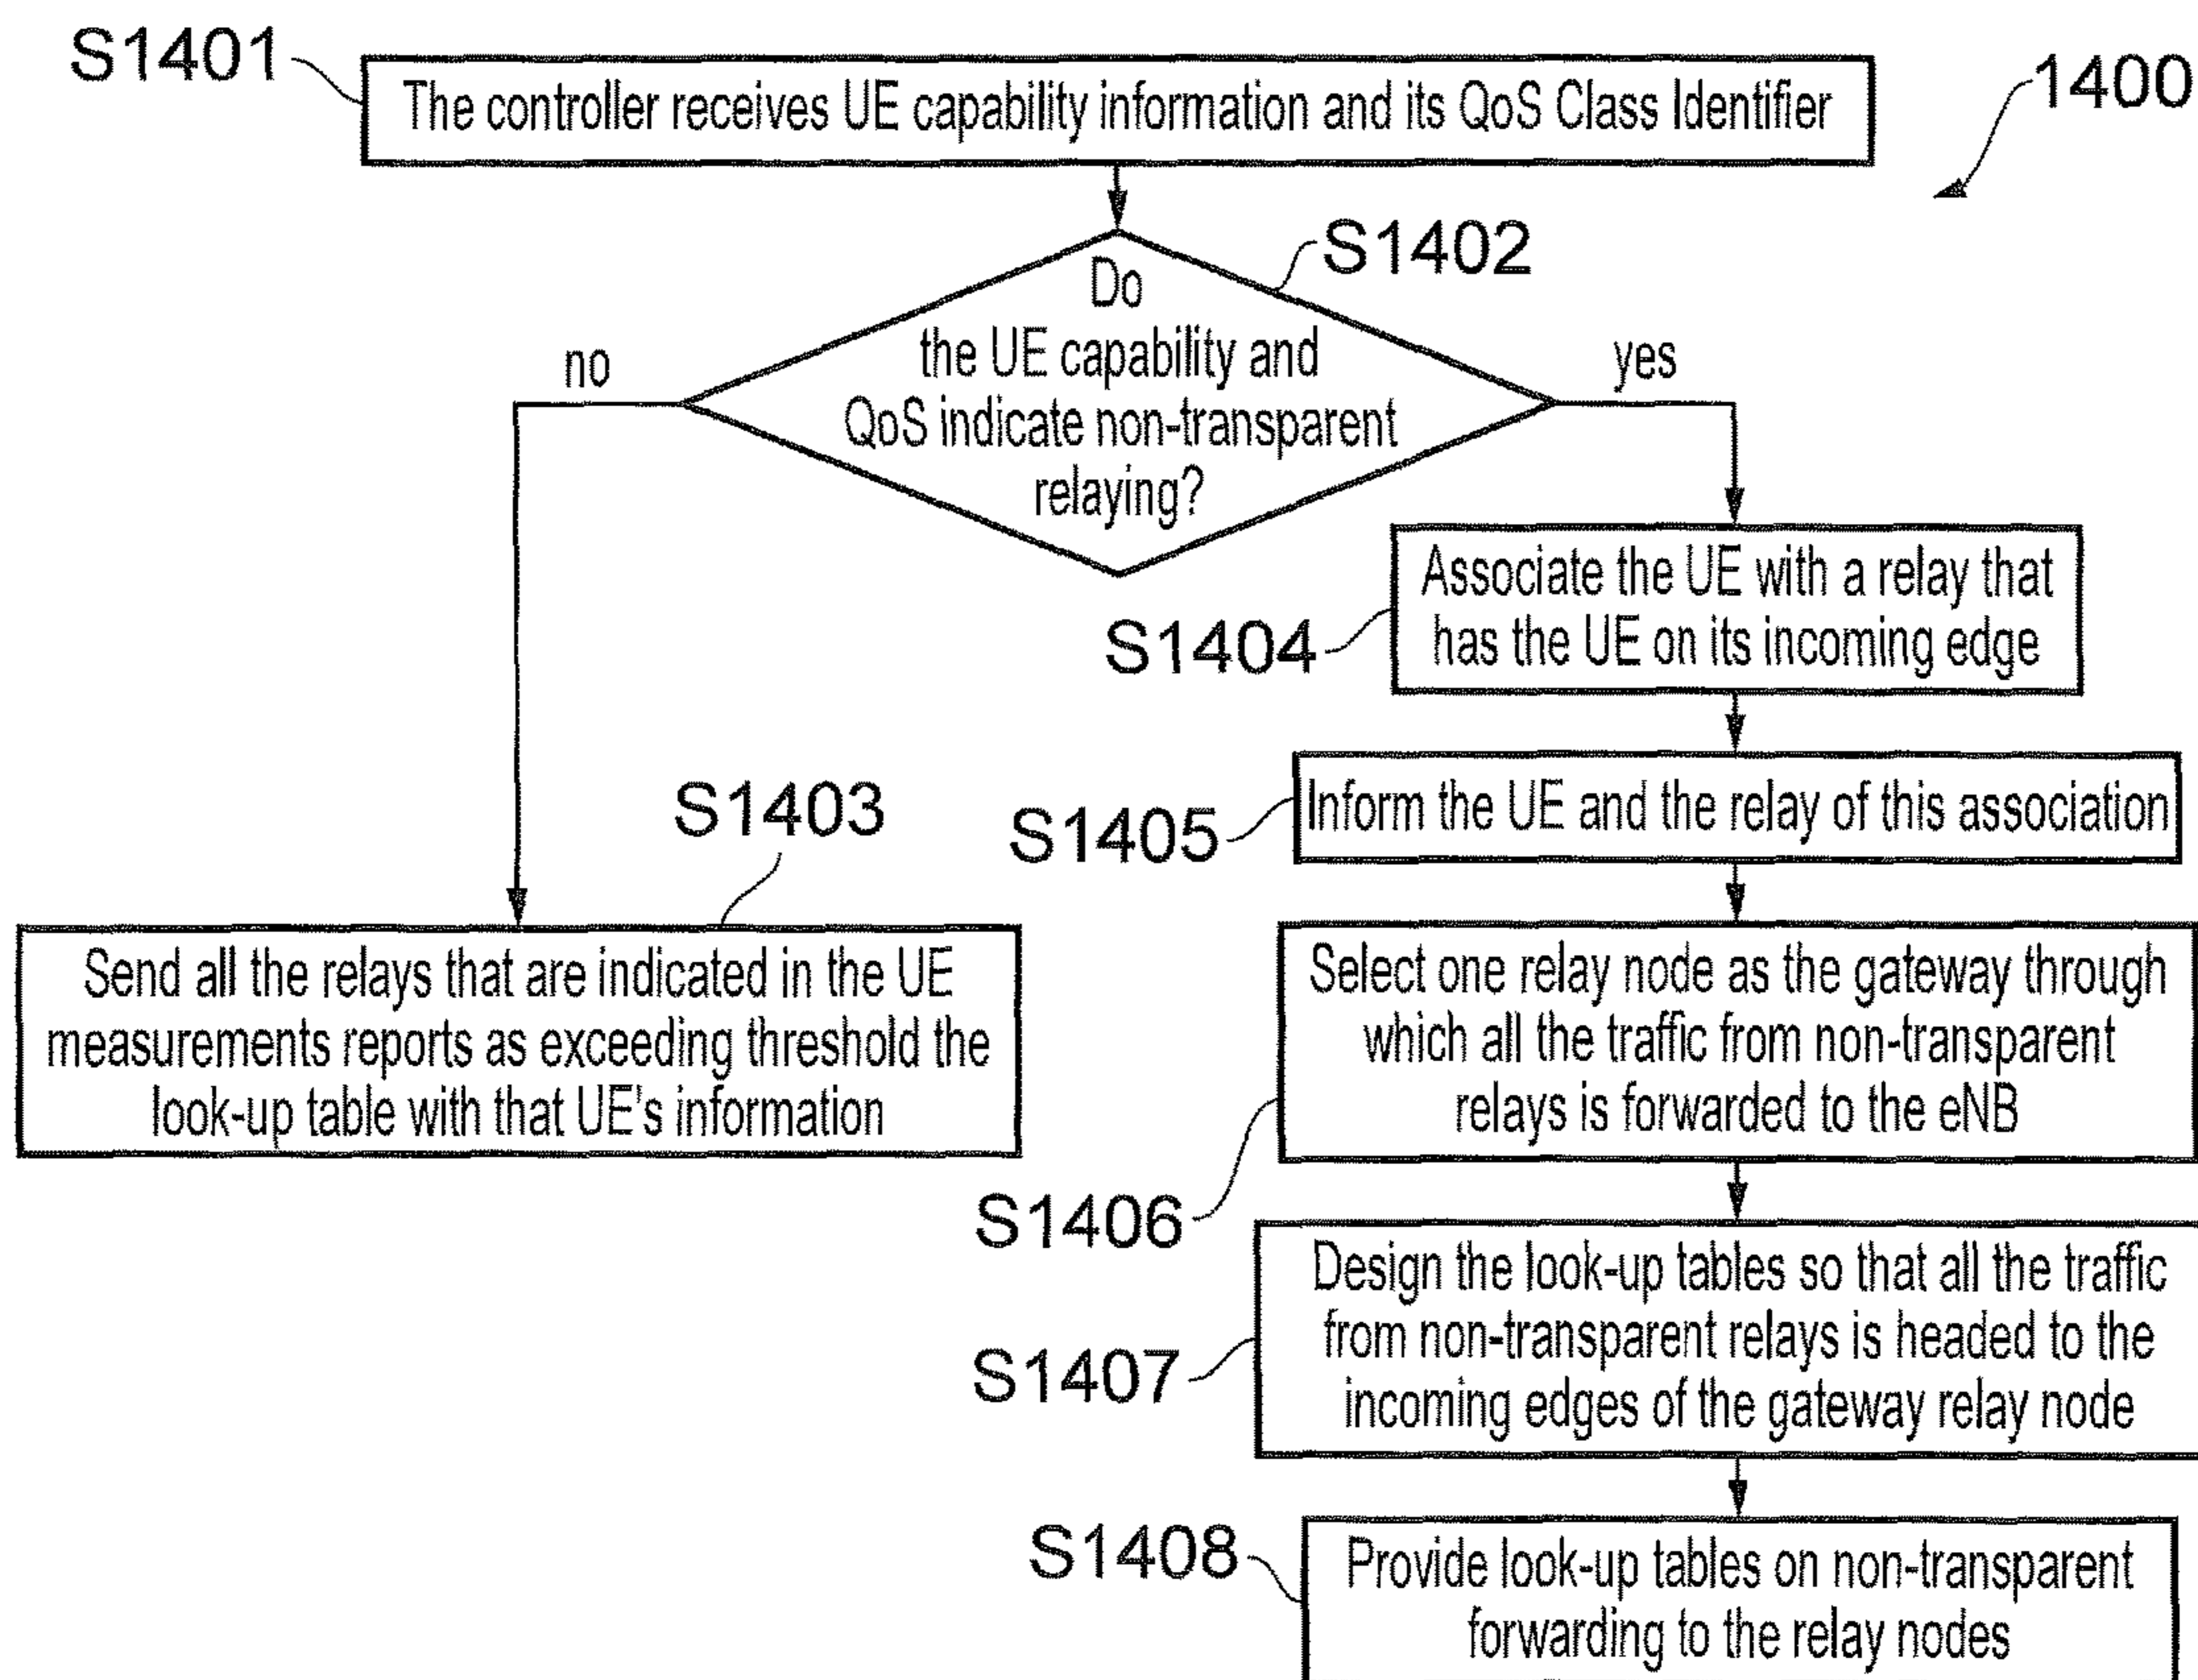 S1401
The controller receives UE capability information and its QoS Class Identifier
1400
S1402
Do
the UE capability and
QoS indicate non-transparent
relaying?
no
yes
S1404
Associate the UE with a relay that
has the UE on its incoming edge
S1405
Inform the UE and the relay of this association
S1403
Send all the relays that are indicated in the UE
measurements reports as exceeding threshold the
look-up table with that UE's information
S1406
Select one relay node as the gateway through
which all the traffic from non-transparent
relays is forwarded to the eNB
S1407
Design the look-up tables so that all the traffic
from non-transparent relays is headed to the
incoming edges of the gateway relay node
S1408
Provide look-up tables on non-transparent
forwarding to the relay nodes